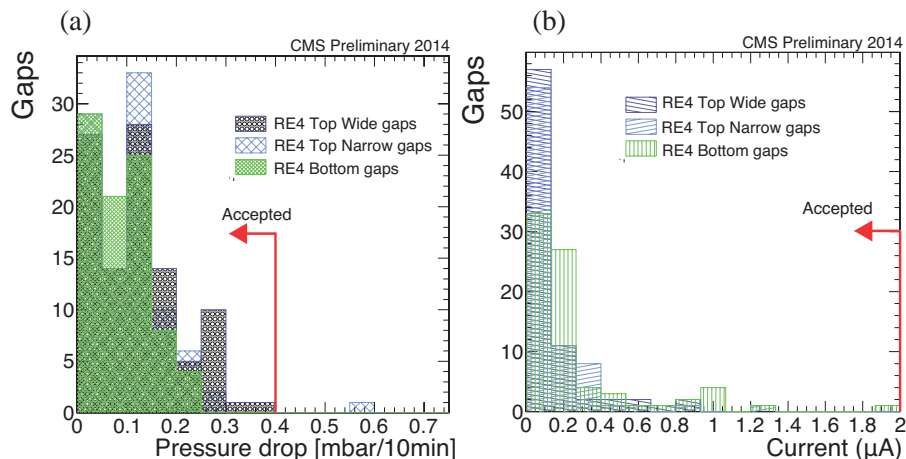 (a)
CMS Preliminary 2014
Gaps
30
25
20
15
10
5
0
RE4 Top Wide gaps
RE4 Top Narrow gaps
RE4 Bottom gaps
Accepted
0 0.1 0.2 0.3 0.4 0.5 0.6 0.7
Pressure drop [mbar/10min]
(b)
CMS Preliminary 2014
Gaps
50
40
30
20
10
0
RE4 Top Wide gaps
RE4 Top Narrow gaps
RE4 Bottom gaps
Accepted
0 0.2 0.4 0.6 0.8 1 1.2 1.4 1.6 1.8 2
Current (μA)